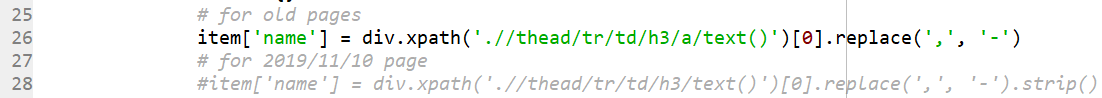 25 # for old pages
26 item['name'] = div.xpath('.//thead/tr/td/h3/a/text()')[0].replace(',', '-')
27 # for 2019/11/10 page
28 #item['name'] = div.xpath('.//thead/tr/td/h3/text()')[0].replace(',', '-').strip()